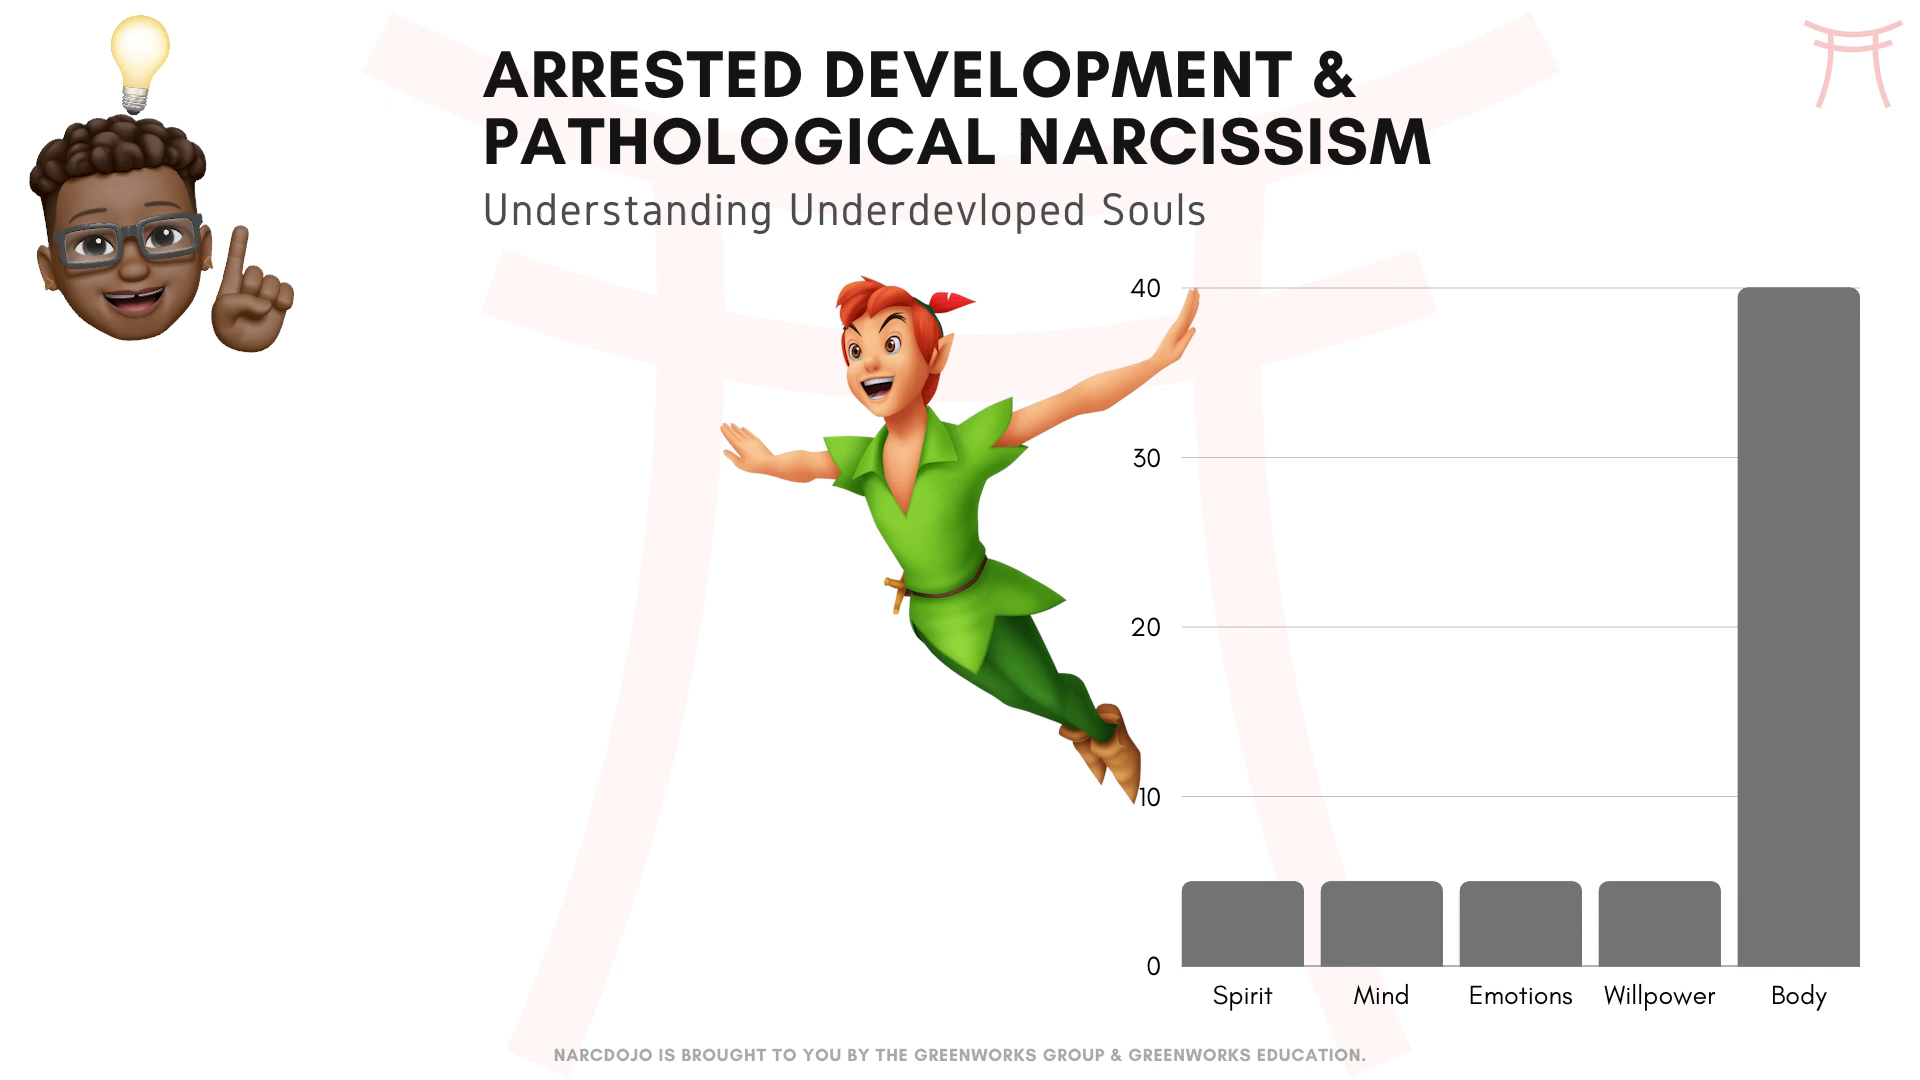 ARRESTED DEVELOPMENT &
PATHOLOGICAL NARCISSISM
Understanding Underdevloped Souls
40
30
20
10
0
Spirit Mind Emotions Willpower Body
NARCDOJO IS BROUGHT TO YOU BY THE GREENWORKS GROUP & GREENWORKS EDUCATION.